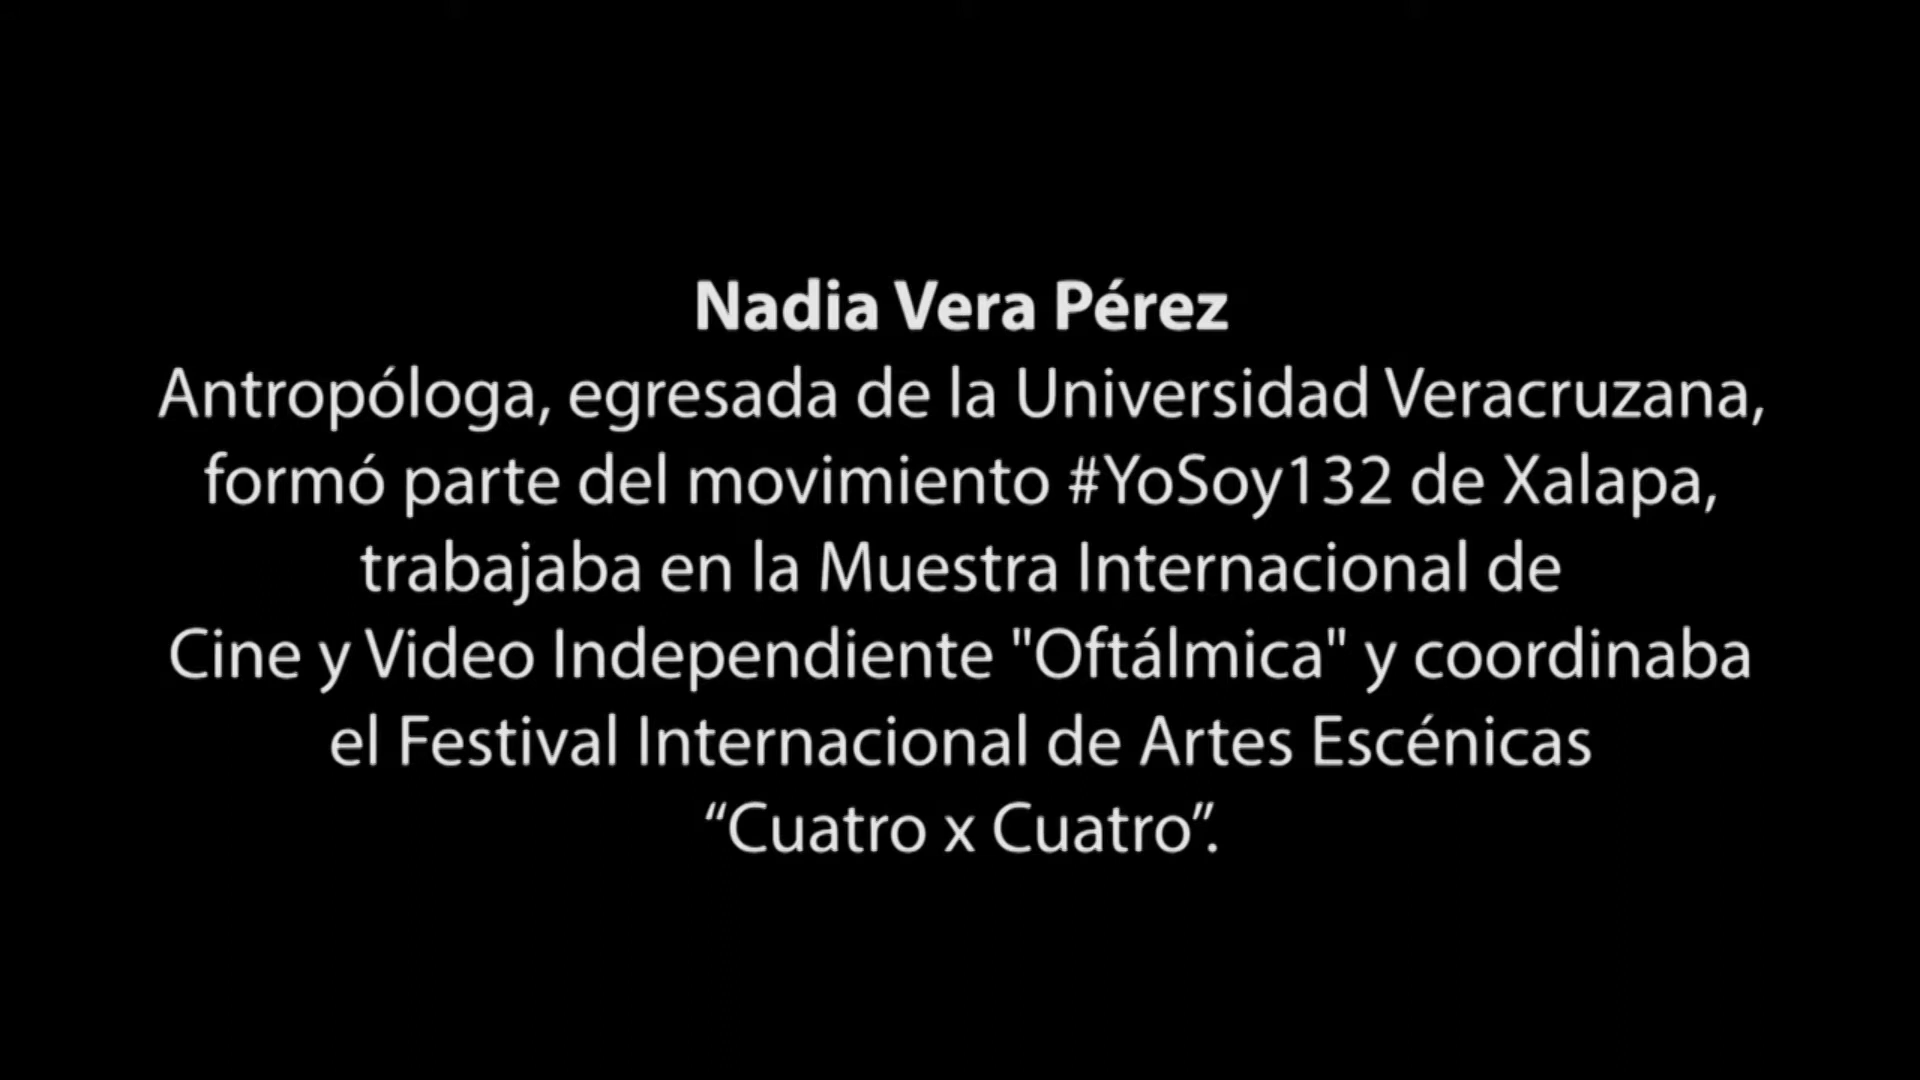 Nadia Vera Pérez
Antropóloga, egresada de la Universidad Veracruzana,
formó parte del movimiento #YoSoy132 de Xalapa,
trabajaba en la Muestra Internacional de
Cine y Video Independiente "Oftálmica" y coordinaba
el Festival Internacional de Artes Escénicas
“Cuatro x Cuatro”.